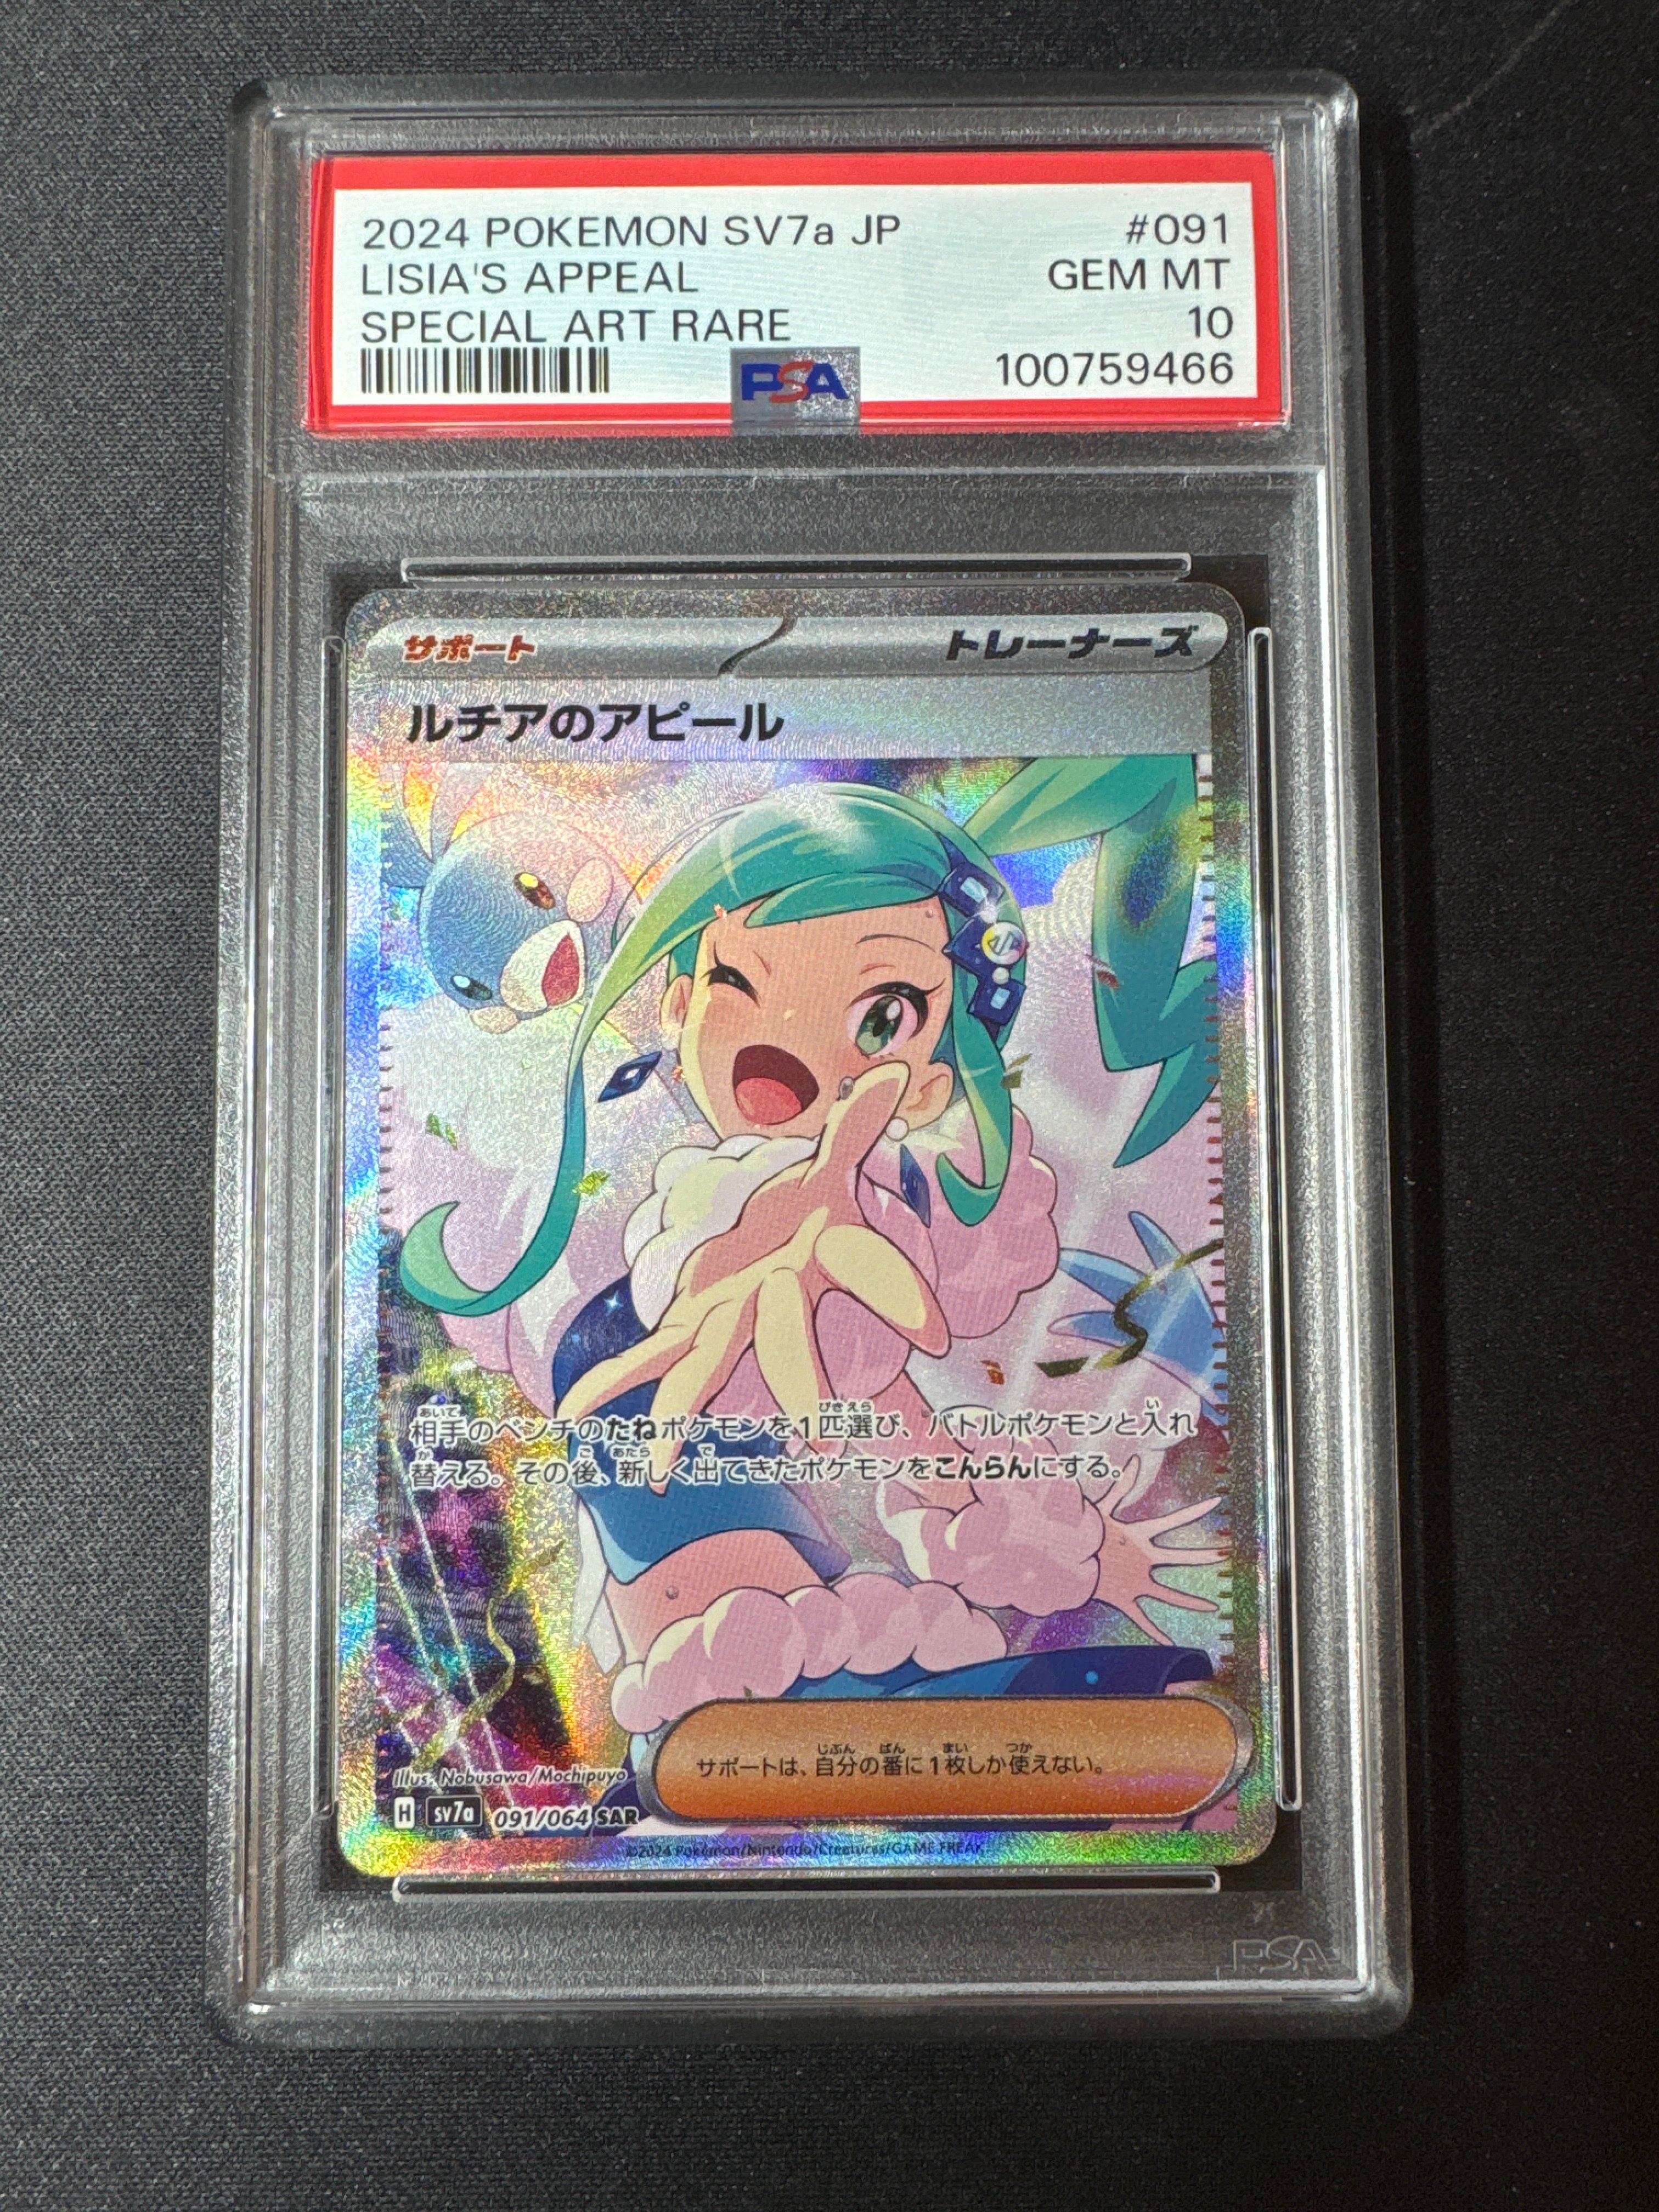 2024 POKEMON SV7a JP #091
LISIA'S APPEAL GEM MT
SPECIAL ART RARE 10
PSA 100759466
サポート トレーナーズ
ルチアのアピール
相手のベンチのたねポケモンを1匹選び、バトルポケモンと入れ
替える。その後、新しく出てきたポケモンをこんらんにする。
サポートは、自分の番に1枚しか使えない。
Illus. Nobusawa/Mochipuyo
H sv7a 091/064 SAR
©2024 Pokémon/Nintendo/Creatures/GAME FREAK
PSA